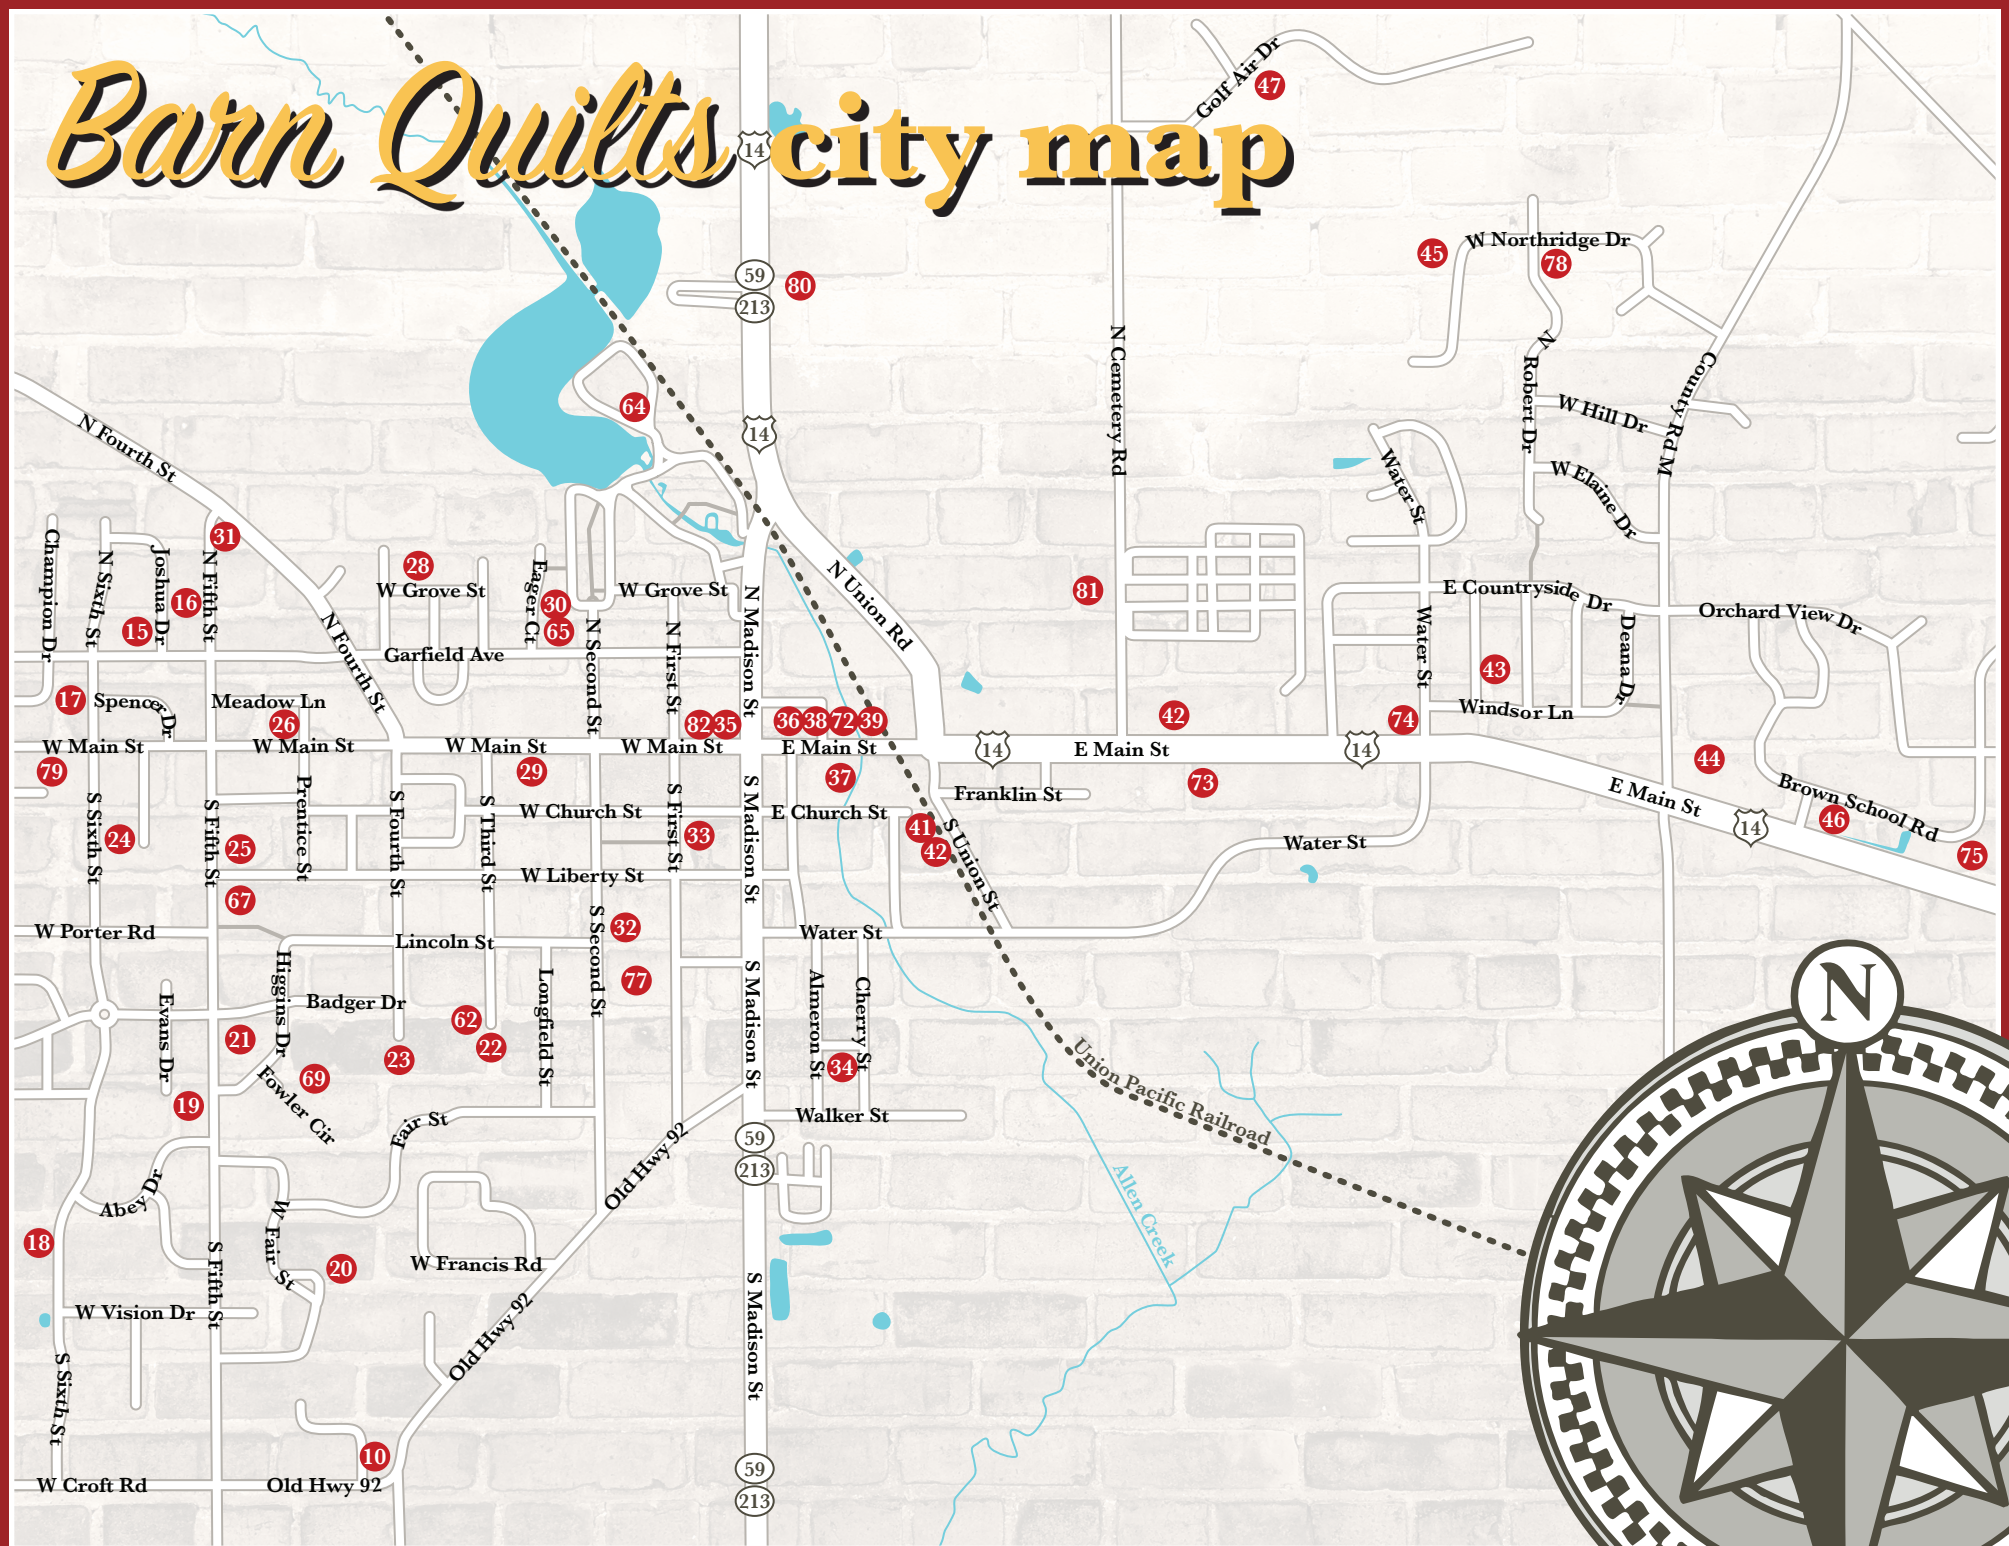 Barn Quilts city map
14
Golf Air Dr
47
W Northridge Dr
45
78
59
213
80
N Cemetery Rd
N Robert Dr
County Rd M
W Hill Dr
W Elaine Dr
64
14
N Fourth St
Water St
Champion Dr
N Sixth St
Joshua Dr
N Fifth St
31
28
W Grove St
Eager Ct
30
65
W Grove St
N Union Rd
16
15
81
E Countryside Dr
Orchard View Dr
N Fourth St
Garfield Ave
N Second St
N First St
N Madison St
Water St
43
Deana Dr
17
Spencer Dr
Meadow Ln
26
82
35
36
38
72
39
42
74
Windsor Ln
W Main St
W Main St
W Main St
W Main St
E Main St
14
E Main St
14
79
29
37
73
44
Franklin St
E Main St
Brown School Rd
46
14
75
S Sixth St
24
S Fifth St
25
Prentice St
S Fourth St
S Third St
W Church St
S First St
33
S Madison St
E Church St
41
42
S Union St
Water St
W Liberty St
67
W Porter Rd
Lincoln St
S Second St
32
Water St
77
Evans Dr
Higgins Dr
Badger Dr
Longfield St
S Madison St
Almeron St
Cherry St
N
21
62
22
23
69
34
Fowler Cir
19
Fair St
Walker St
Union Pacific Railroad
59
213
Old Hwy 92
Abey Dr
Allen Creek
18
W Fair St
20
S Fifth St
W Francis Rd
W Vision Dr
Old Hwy 92
S Madison St
S Sixth St
10
W Croft Rd
Old Hwy 92
59
213